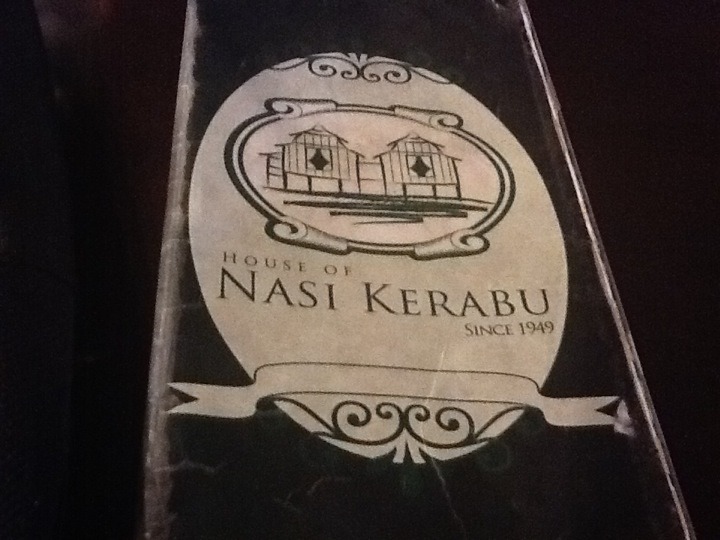 HOUSE OF
NASI KERABU
SINCE 1949